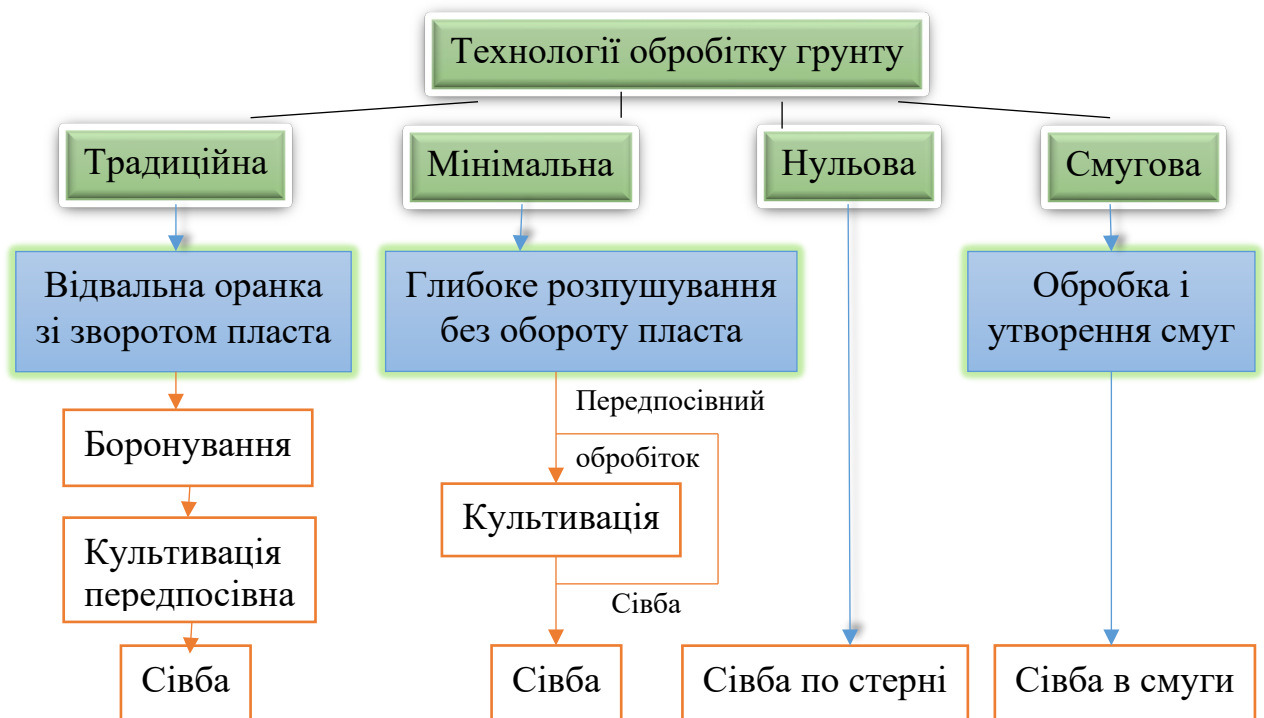 Технології обробітку грунту
Традиційна
Мінімальна
Нульова
Смугова
Відвальна оранка
зі зворотом пласта
Глибоке розпушування
без обороту пласта
Обробка і
утворення смуг
Боронування
Передпосівний
обробіток
Культивація
Культивація
передпосівна
Сівба
Сівба
Сівба
Сівба по стерні
Сівба в смуги